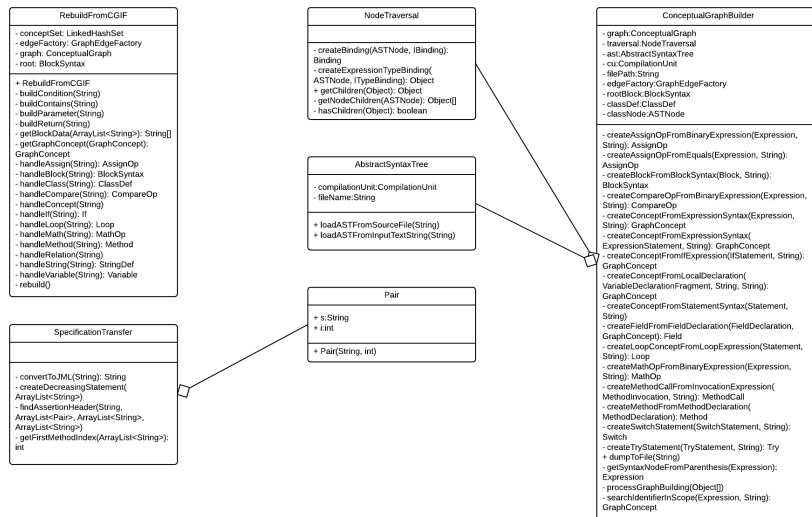 RebuildFromCGIF
- conceptSet: LinkedHashSet
- edgeFactory: GraphEdgeFactory
- graph: ConceptualGraph
- root: BlockSyntax
+ RebuildFromCGIF
- buildCondition(String)
- buildContains(String)
- buildParameter(String)
- buildReturn(String)
- getBlockData(ArrayList<String>): String[]
- getGraphConcept(GraphConcept):
GraphConcept
- handleAssign(String): AssignOp
- handleBlock(String): BlockSyntax
- handleClass(String): ClassDef
- handleCompare(String): CompareOp
- handleConcept(String)
- handleIf(String): If
- handleLoop(String): Loop
- handleMath(String): MathOp
- handleMethod(String): Method
- handleRelation(String)
- handleString(String): StringDef
- handleVariable(String): Variable
- rebuild()
SpecificationTransfer
- convertToJML(String): String
- createDecreasingStatement(
ArrayList<String>)
- findAssertionHeader(String,
ArrayList<Pair>, ArrayList<String>,
ArrayList<String>)
- getFirstMethodIndex(ArrayList<String>):
int
NodeTraversal
- createBinding(ASTNode, IBinding):
Binding
- createExpressionTypeBinding(
ASTNode, ITypeBinding): Object
+ getChildren(Object): Object
- getNodeChildren(ASTNode): Object[]
- hasChildren(Object): boolean
AbstractSyntaxTree
- compilationUnit:CompilationUnit
- fileName:String
+ loadASTFromSourceFile(String)
+ loadASTFromInputTextString(String)
Pair
+ s:String
+ i:int
+ Pair(String, int)
ConceptualGraphBuilder
- graph:ConceptualGraph
- traversal:NodeTraversal
- ast:AbstractSyntaxTree
- cu:CompilationUnit
- filePath:String
- edgeFactory:GraphEdgeFactory
- rootBlock:BlockSyntax
- classDef:ClassDef
- classNode:ASTNode
- createAssignOpFromBinaryExpression(Expression,
String): AssignOp
- createAssignOpFromEquals(Expression, String):
AssignOp
- createBlockFromBlockSyntax(Block, String):
BlockSyntax
- createCompareOpFromBinaryExpression(Expression,
String): CompareOp
- createConceptFromExpressionSyntax(Expression,
String): GraphConcept
- createConceptFromExpressionSyntax(
ExpressionStatement, String): GraphConcept
- createConceptFromIfExpression(IfStatement, String):
GraphConcept
- createConceptFromLocalDeclaration(
VariableDeclarationFragment, String, String):
GraphConcept
- createConceptFromStatementSyntax(Statement,
String)
- createFieldFromFieldDeclaration(FieldDeclaration,
GraphConcept): Field
- createLoopConceptFromLoopExpression(Statement,
String): Loop
- createMathOpFromBinaryExpression(Expression,
String): MathOp
- createMethodCallFromInvocationExpression(
MethodInvocation, String): MethodCall
- createMethodFromMethodDeclaration(
MethodDeclaration): Method
- createSwitchStatement(SwitchStatement, String):
Switch
- createTryStatement(TryStatement, String): Try
+ dumpToFile(String)
- getSyntaxNodeFromParenthesis(Expression):
Expression
- processGraphBuilding(Object[])
- searchIdentifierInScope(Expression, String):
GraphConcept